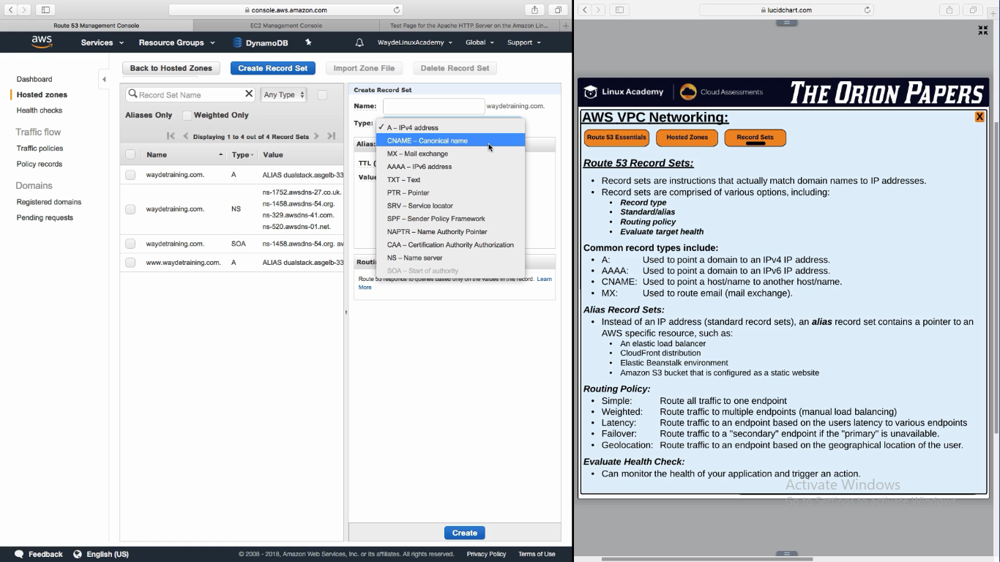 console.aws.amazon.com
Route 53 Management Console
EC2 Management Console
Test Page for the Apache HTTP Server on the Amazon Lin...
aws
Services
Resource Groups
DynamoDB
WaydeLinuxAcademy
Global
Support
Dashboard
Hosted zones
Health checks
Traffic flow
Traffic policies
Policy records
Domains
Registered domains
Pending requests
Back to Hosted Zones
Create Record Set
Import Zone File
Delete Record Set
Record Set Name
Any Type
Aliases Only
Weighted Only
Displaying 1 to 4 out of 4 Record Sets
Name Type Value
waydetraining.com. A ALIAS dualstack.asgelb-33
waydetraining.com. NS ns-1752.awsdns-27.co.uk.
ns-1458.awsdns-54.org.
ns-329.awsdns-41.com.
ns-520.awsdns-01.net.
waydetraining.com. SOA ns-1458.awsdns-54.org. av
www.waydetraining.com. A ALIAS dualstack.asgelb-33
Create Record Set
Name: waydetraining.com.
Type:
Alias:
TTL (
Value
✓ A – IPv4 address
CNAME – Canonical name
MX – Mail exchange
AAAA – IPv6 address
TXT – Text
PTR – Pointer
SRV – Service locator
SPF – Sender Policy Framework
NAPTR – Name Authority Pointer
CAA – Certification Authority Authorization
NS – Name server
SOA – Start of authority
Routi
Route 53 responds to queries based only on the values in this record. Learn
More
Create
Feedback
English (US)
© 2008 - 2018, Amazon Web Services, Inc. or its affiliates. All rights reserved.
Privacy Policy
Terms of Use
lucidchart.com
Linux Academy
Cloud Assessments
THE ORION PAPERS
AWS VPC Networking:
X
Route 53 Essentials
Hosted Zones
Record Sets
Route 53 Record Sets:
• Record sets are instructions that actually match domain names to IP addresses.
• Record sets are comprised of various options, including:
• Record type
• Standard/alias
• Routing policy
• Evaluate target health
Common record types include:
• A: Used to point a domain to an IPv4 IP address.
• AAAA: Used to point a domain to an IPv6 IP address.
• CNAME: Used to point a host/name to another host/name.
• MX: Used to route email (mail exchange).
Alias Record Sets:
• Instead of an IP address (standard record sets), an alias record set contains a pointer to an
AWS specific resource, such as:
• An elastic load balancer
• CloudFront distribution
• Elastic Beanstalk environment
• Amazon S3 bucket that is configured as a static website
Routing Policy:
• Simple: Route all traffic to one endpoint
• Weighted: Route traffic to multiple endpoints (manual load balancing)
• Latency: Route traffic to an endpoint based on the users latency to various endpoints
• Failover: Route traffic to a "secondary" endpoint if the "primary" is unavailable.
• Geolocation: Route traffic to an endpoint based on the geographical location of the user.
Evaluate Health Check:
• Can monitor the health of your application and trigger an action.
Activate Windows
Go to Settings to activate Windows.